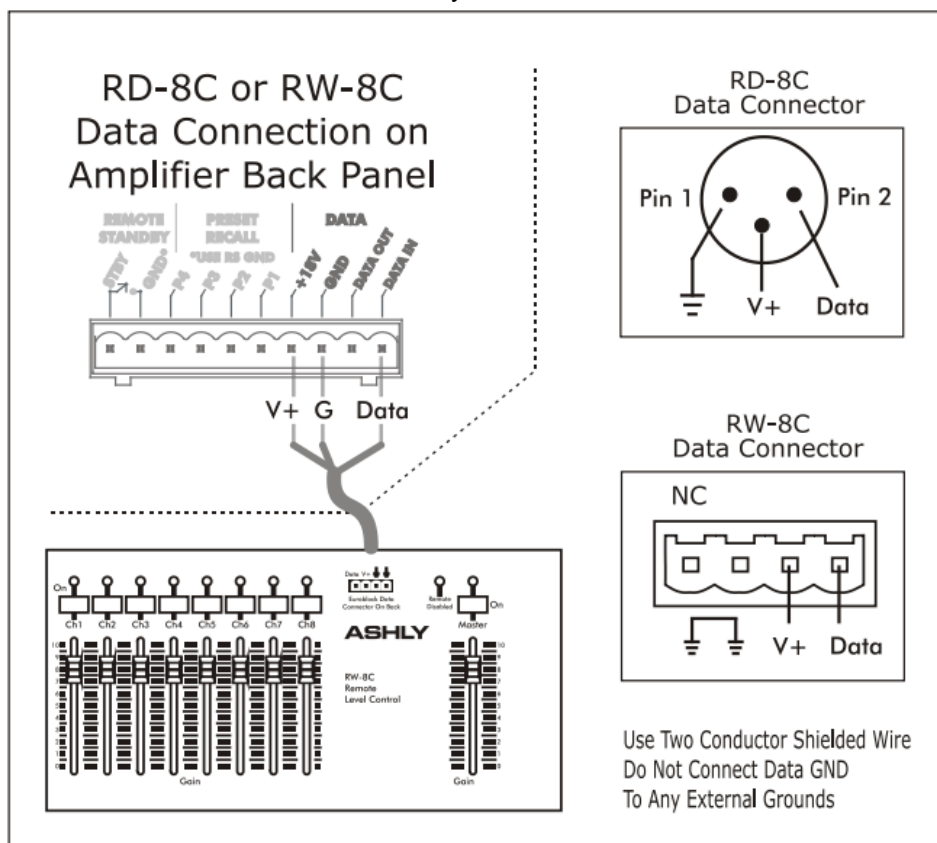 RD-8C or RW-8C
Data Connection on
Amplifier Back Panel
REMOTE
STANDBY
PRESET
RECALL
DATA
*USE RS GND
STBY
GND*
P4
P3
P2
P1
+18V
GND
DATA OUT
DATA IN
V+ G Data
RD-8C
Data Connector
Pin 1
Pin 2
V+ Data
RW-8C
Data Connector
NC
V+ Data
Use Two Conductor Shielded Wire
Do Not Connect Data GND
To Any External Grounds
On
Ch1 Ch2 Ch3 Ch4 Ch5 Ch6 Ch7 Ch8
Data V+
Euroblock Data
Connector On Back
Remote
Disabled
On
Master
ASHLY
RW-8C
Remote
Level Control
Gain
Gain